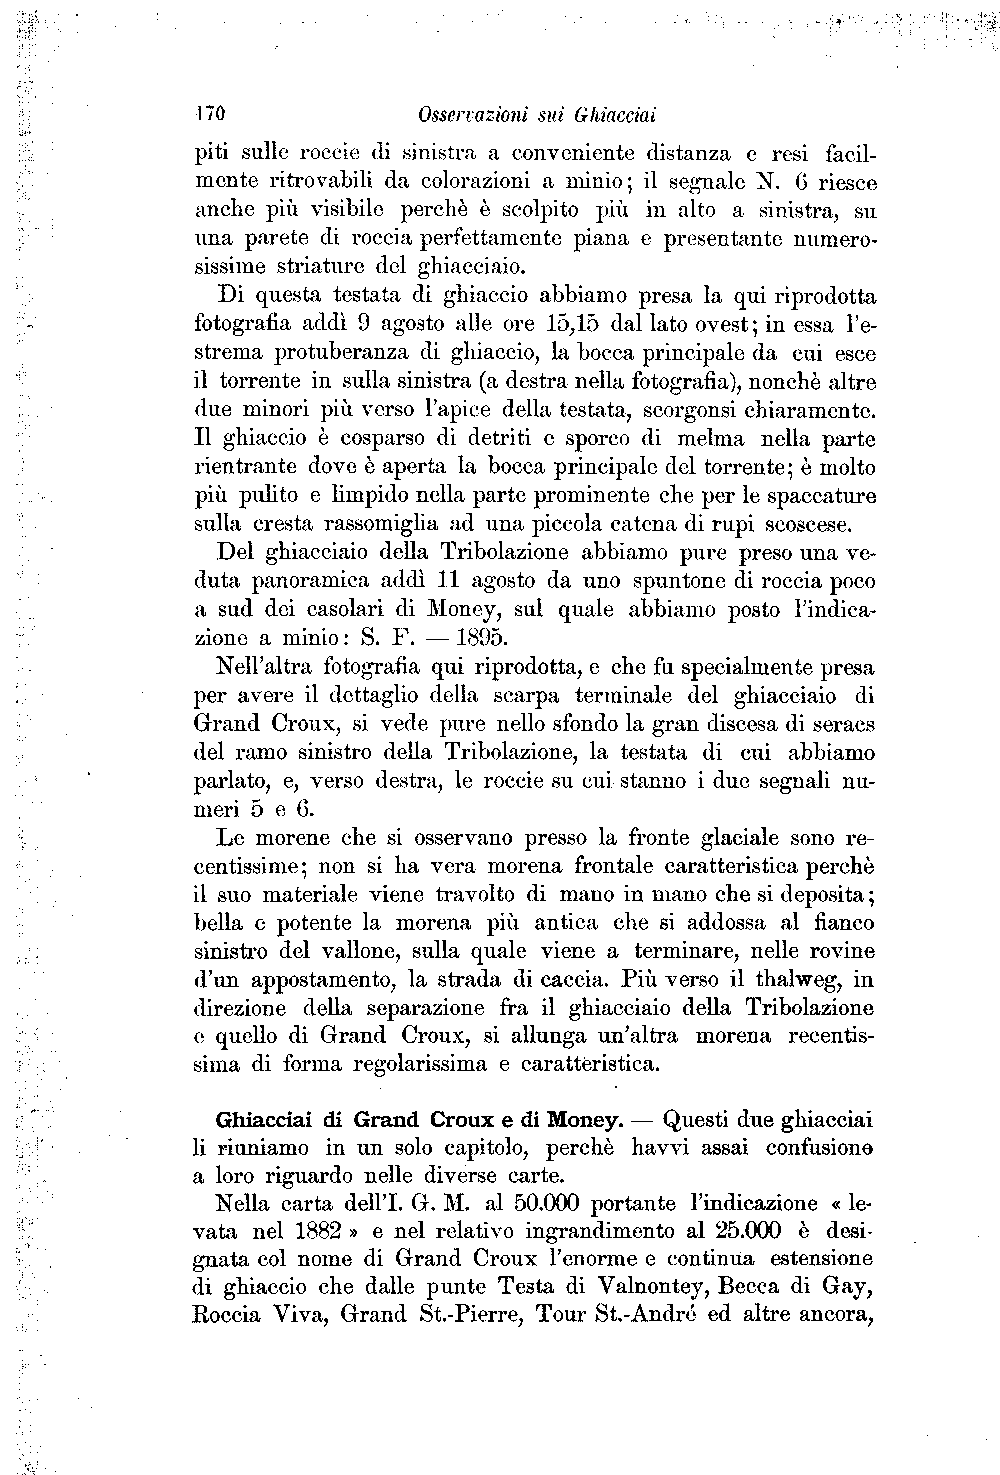 170 Osservazioni sui Ghiacciai
piti sulle roccie di sinistra a conveniente distanza e resi facil-
mente ritrovabili da colorazioni a minio; il segnale N. 6 riesce
anche più visibile perchè è scolpito più in alto a sinistra, su
una parete di roccia perfettamente piana e presentante numero-
sissime striature del ghiacciaio.
Di questa testata di ghiaccio abbiamo presa la qui riprodotta
fotografia addì 9 agosto alle ore 15,15 dal lato ovest; in essa l'e-
strema protuberanza di ghiaccio, la bocca principale da cui esce
il torrente in sulla sinistra (a destra nella fotografia), nonchè altre
due minori più verso l'apice della testata, scorgonsi chiaramente.
Il ghiaccio è cosparso di detriti e sporco di melma nella parte
rientrante dove è aperta la bocca principale del torrente; è molto
più pulito e limpido nella parte prominente che per le spaccature
sulla cresta rassomiglia ad una piccola catena di rupi scoscese.
Del ghiacciaio della Tribolazione abbiamo pure preso una ve-
duta panoramica addì 11 agosto da uno spuntone di roccia poco
a sud dei casolari di Money, sul quale abbiamo posto l'indica-
zione a minio: S. F. — 1895.
Nell'altra fotografia qui riprodotta, e che fu specialmente presa
per avere il dettaglio della scarpa terminale del ghiacciaio di
Grand Croux, si vede pure nello sfondo la gran discesa di seracs
del ramo sinistro della Tribolazione, la testata di cui abbiamo
parlato, e, verso destra, le roccie su cui stanno i due segnali nu-
meri 5 e 6.
Le morene che si osservano presso la fronte glaciale sono re-
centissime; non si ha vera morena frontale caratteristica perchè
il suo materiale viene travolto di mano in mano che si deposita;
bella e potente la morena più antica che si addossa al fianco
sinistro del vallone, sulla quale viene a terminare, nelle rovine
d'un appostamento, la strada di caccia. Più verso il thalweg, in
direzione della separazione fra il ghiacciaio della Tribolazione
e quello di Grand Croux, si allunga un'altra morena recentis-
sima di forma regolarissima e caratteristica.
Ghiacciai di Grand Croux e di Money. — Questi due ghiacciai
li riuniamo in un solo capitolo, perchè havvi assai confusione
a loro riguardo nelle diverse carte.
Nella carta dell'I. G. M. al 50.000 portante l'indicazione « le-
vata nel 1882 » e nel relativo ingrandimento al 25.000 è desi-
gnata col nome di Grand Croux l'enorme e continua estensione
di ghiaccio che dalle punte Testa di Valnontey, Becca di Gay,
Roccia Viva, Grand St.-Pierre, Tour St.-André ed altre ancora,